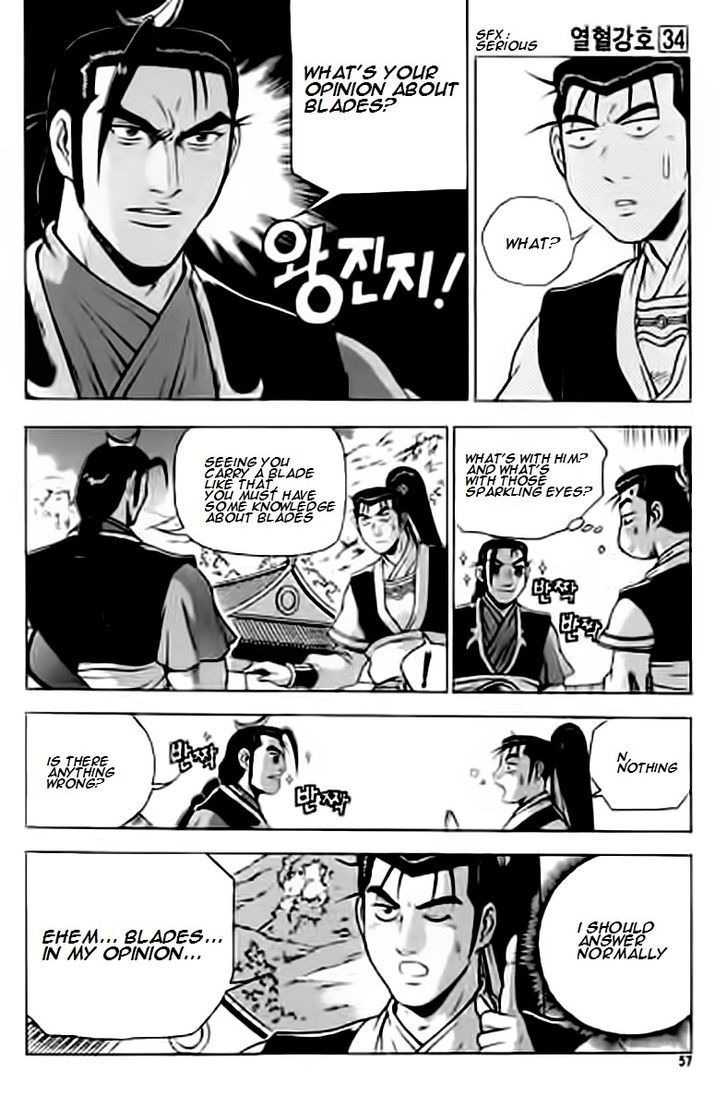 WHAT'S YOUR
OPINION ABOUT
BLADES?
왕진지!
SFX:
SERIOUS
열혈강호 34
WHAT?
SEEING YOU
CARRY A BLADE
LIKE THAT,
YOU MUST HAVE
SOME KNOWLEDGE
ABOUT BLADES
WHAT'S WITH HIM?
AND WHAT'S
WITH THOSE
SPARKLING EYES?
반짝
반짝
IS THERE
ANYTHING
WRONG?
반짝
반짝
N,
NOTHING
EHEM... BLADES...
IN MY OPINION...
I SHOULD
ANSWER
NORMALLY
57